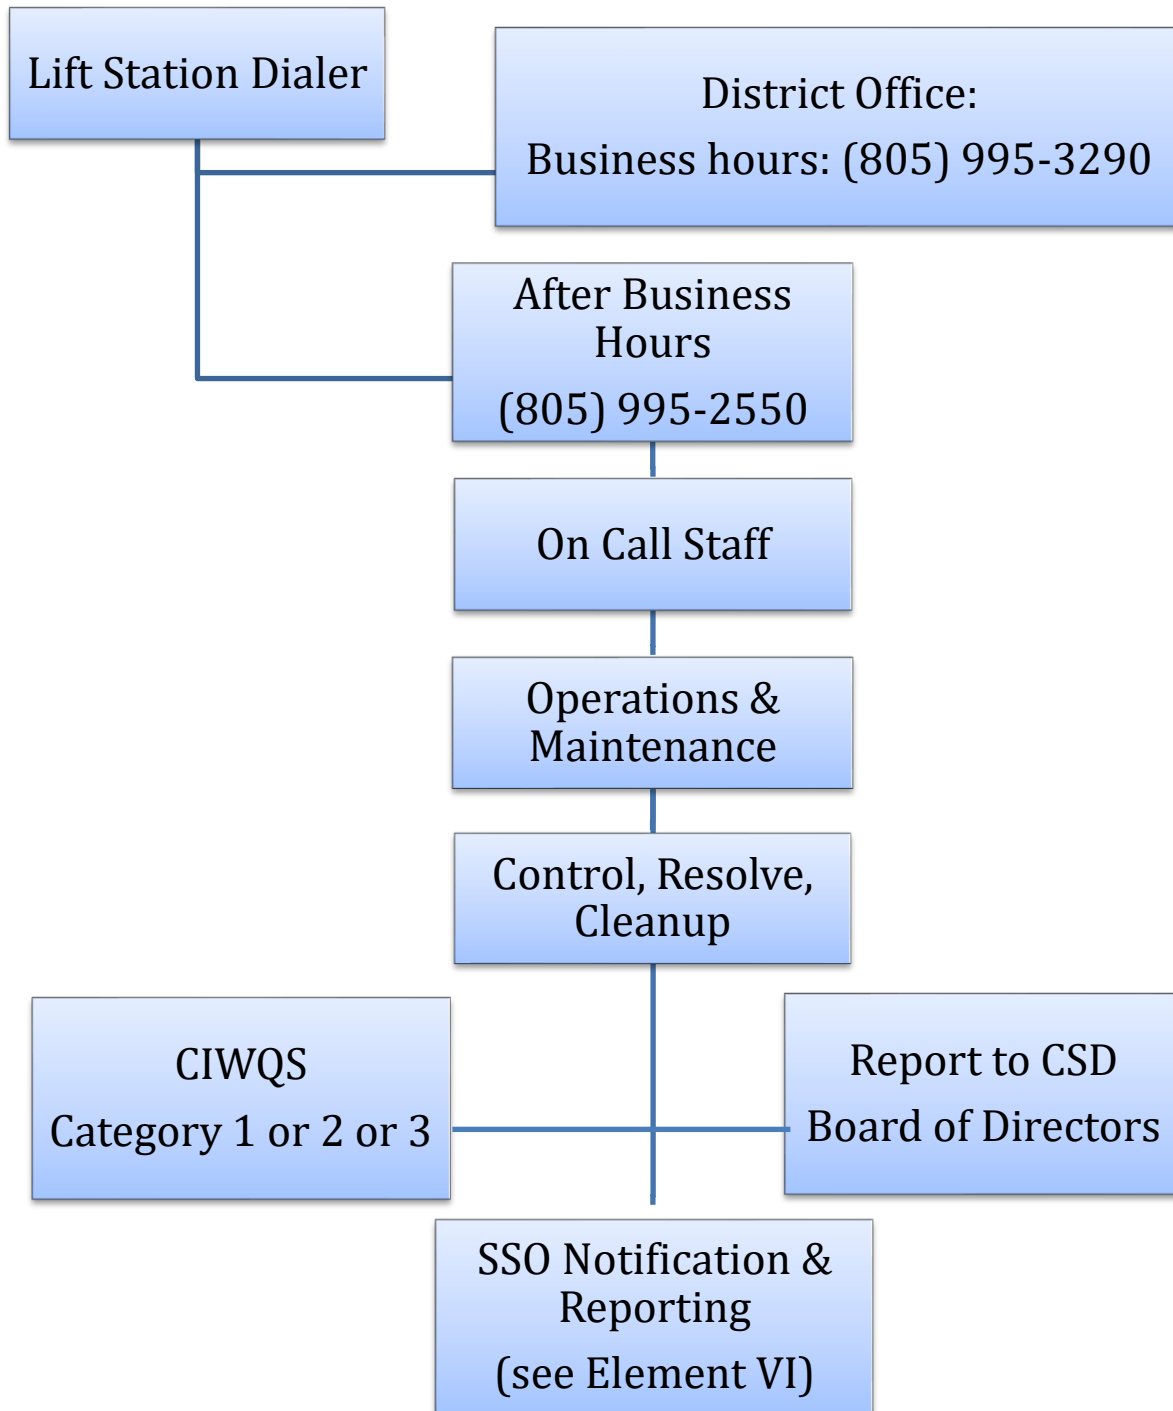 Lift Station Dialer
District Office:
Business hours: (805) 995-3290
After Business
Hours
(805) 995-2550
On Call Staff
Operations &
Maintenance
Control, Resolve,
Cleanup
CIWQS
Category 1 or 2 or 3
Report to CSD
Board of Directors
SSO Notification &
Reporting
(see Element VI)